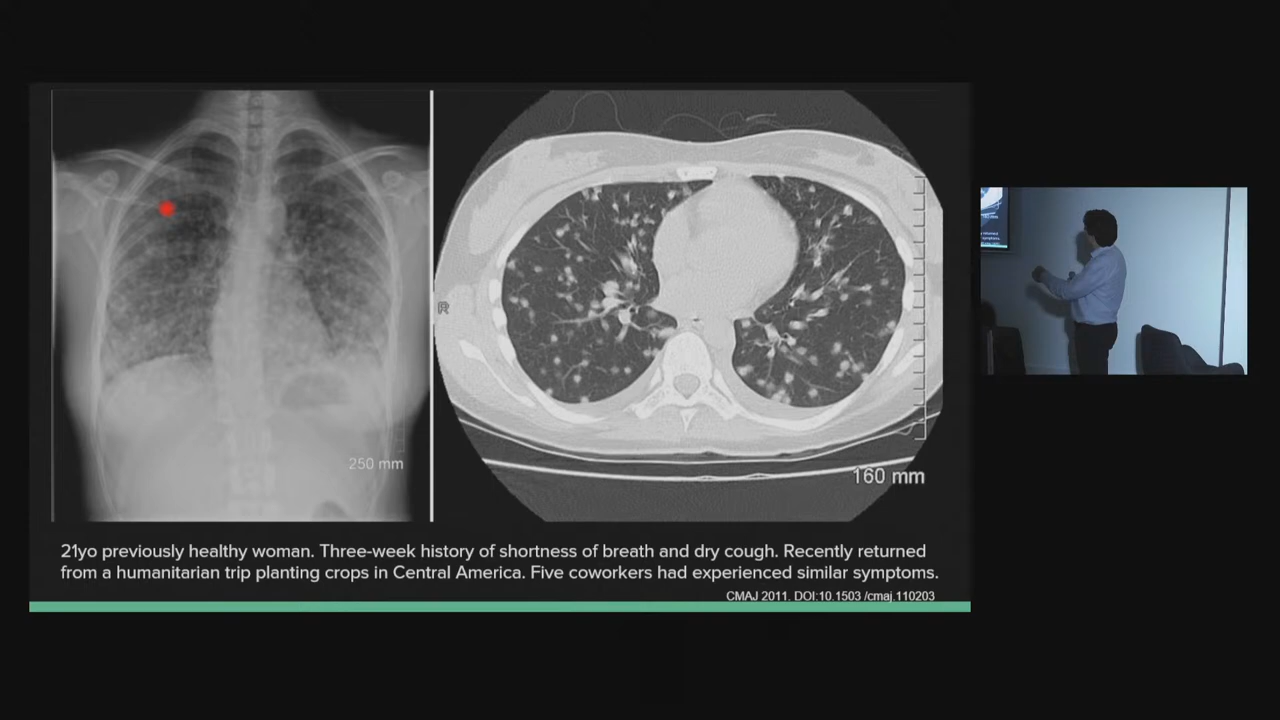 R
250 mm
160 mm
21yo previously healthy woman. Three-week history of shortness of breath and dry cough. Recently returned
from a humanitarian trip planting crops in Central America. Five coworkers had experienced similar symptoms.
CMAJ 2011. DOI:10.1503 /cmaj.110203